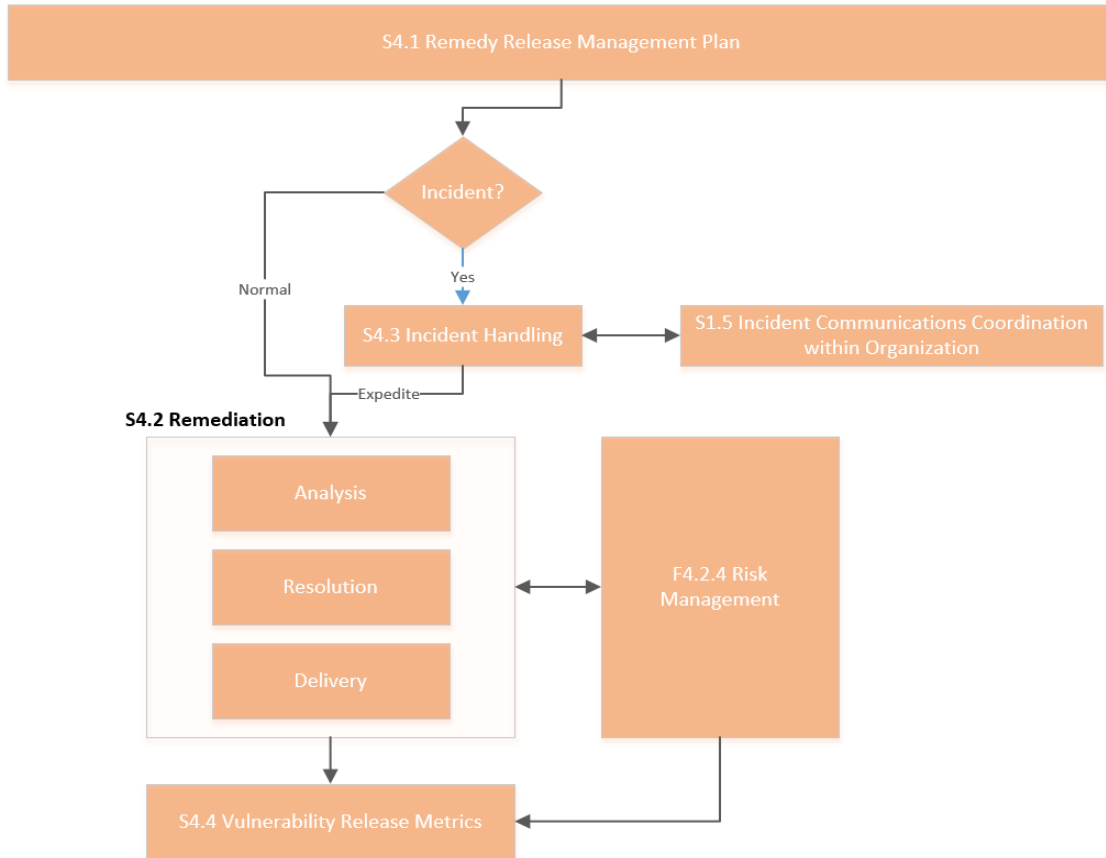 S4.1 Remedy Release Management Plan
Incident?
Yes
Normal
S4.3 Incident Handling
S1.5 Incident Communications Coordination
within Organization
Expedite
S4.2 Remediation
Analysis
Resolution
Delivery
F4.2.4 Risk
Management
S4.4 Vulnerability Release Metrics